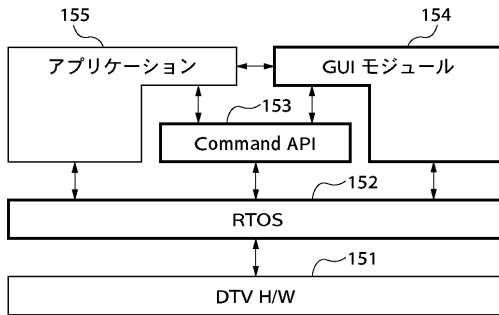 155
154
アプリケーション
GUI モジュール
153
Command API
152
RTOS
151
DTV H/W